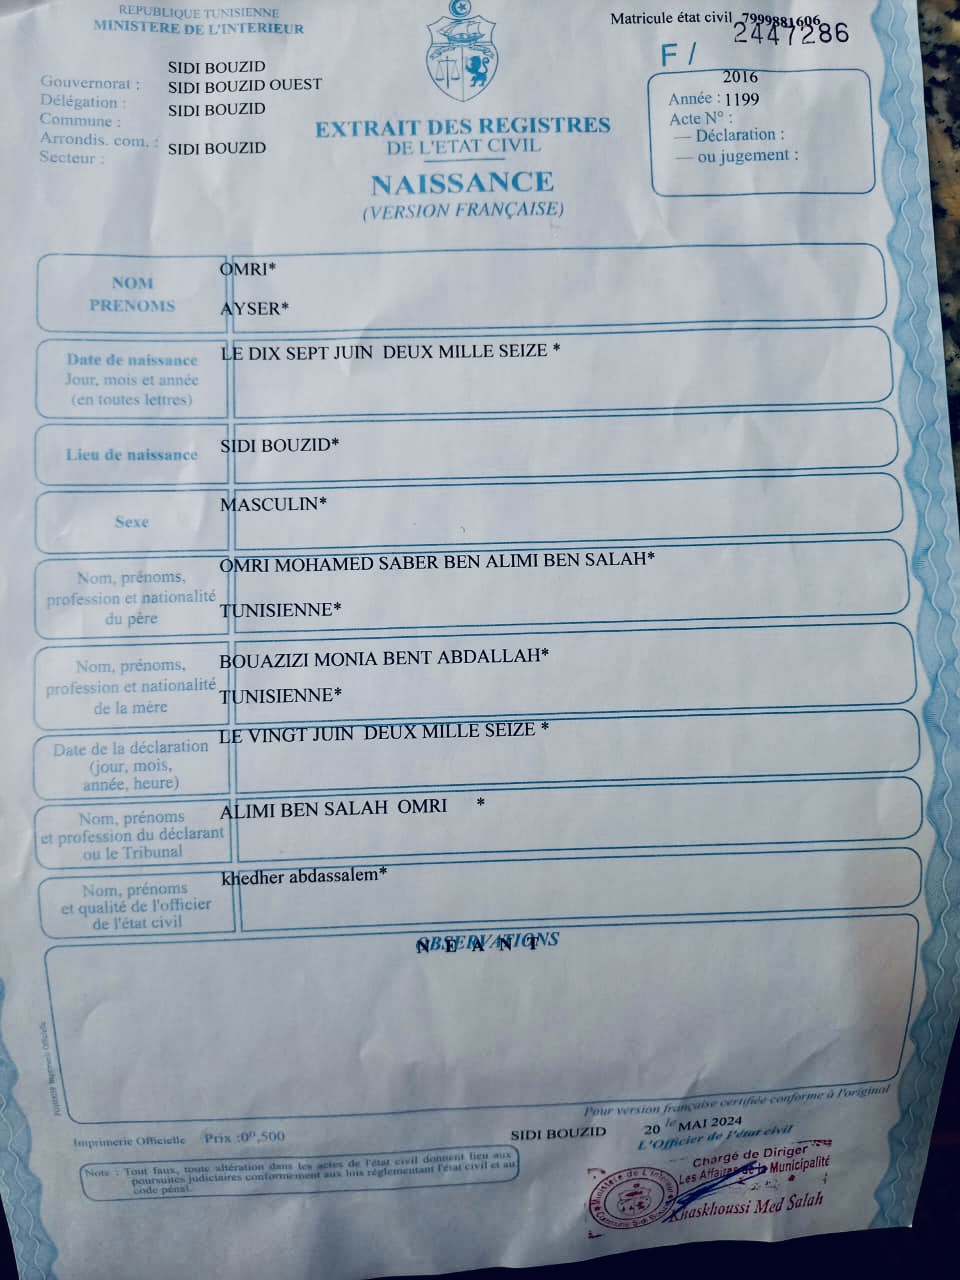 REPUBLIQUE TUNISIENNE
MINISTERE DE L'INTERIEUR
Matricule état civil 7999881606
2447286
F /
Gouvernorat : SIDI BOUZID
Délégation : SIDI BOUZID OUEST
Commune : SIDI BOUZID
Arrondis. com. :
Secteur : SIDI BOUZID
2016
Année : 1199
Acte N° :
— Déclaration :
— ou jugement :
EXTRAIT DES REGISTRES
DE L'ETAT CIVIL
NAISSANCE
(VERSION FRANÇAISE)
NOM
PRENOMS
OMRI*
AYSER*
Date de naissance
Jour, mois et année
(en toutes lettres)
LE DIX SEPT JUIN DEUX MILLE SEIZE *
Lieu de naissance
SIDI BOUZID*
Sexe
MASCULIN*
Nom, prénoms,
profession et nationalité
du père
OMRI MOHAMED SABER BEN ALIMI BEN SALAH*
TUNISIENNE*
Nom, prénoms,
profession et nationalité
de la mère
BOUAZIZI MONIA BENT ABDALLAH*
TUNISIENNE*
Date de la déclaration
(jour, mois,
année, heure)
LE VINGT JUIN DEUX MILLE SEIZE *
Nom, prénoms
et profession du déclarant
ou le Tribunal
ALIMI BEN SALAH OMRI *
Nom, prénoms
et qualité de l'officier
de l'état civil
khedher abdassalem*
OBSERVATIONS
N E A N T
Pour version française certifiée conforme à l'original
Imprimerie Officielle Prix :0ᴰ,500
SIDI BOUZID 20 le MAI 2024
L'Officier de l'état civil
Note : Tout faux, toute altération dans les actes de l'état civil donnent lieu aux
poursuites judiciaires conformement aux lois réglementant l'état civil et au
code pénal.
Chargé de Diriger
Les Affaires de la Municipalité
Khaskhoussi Med Salah